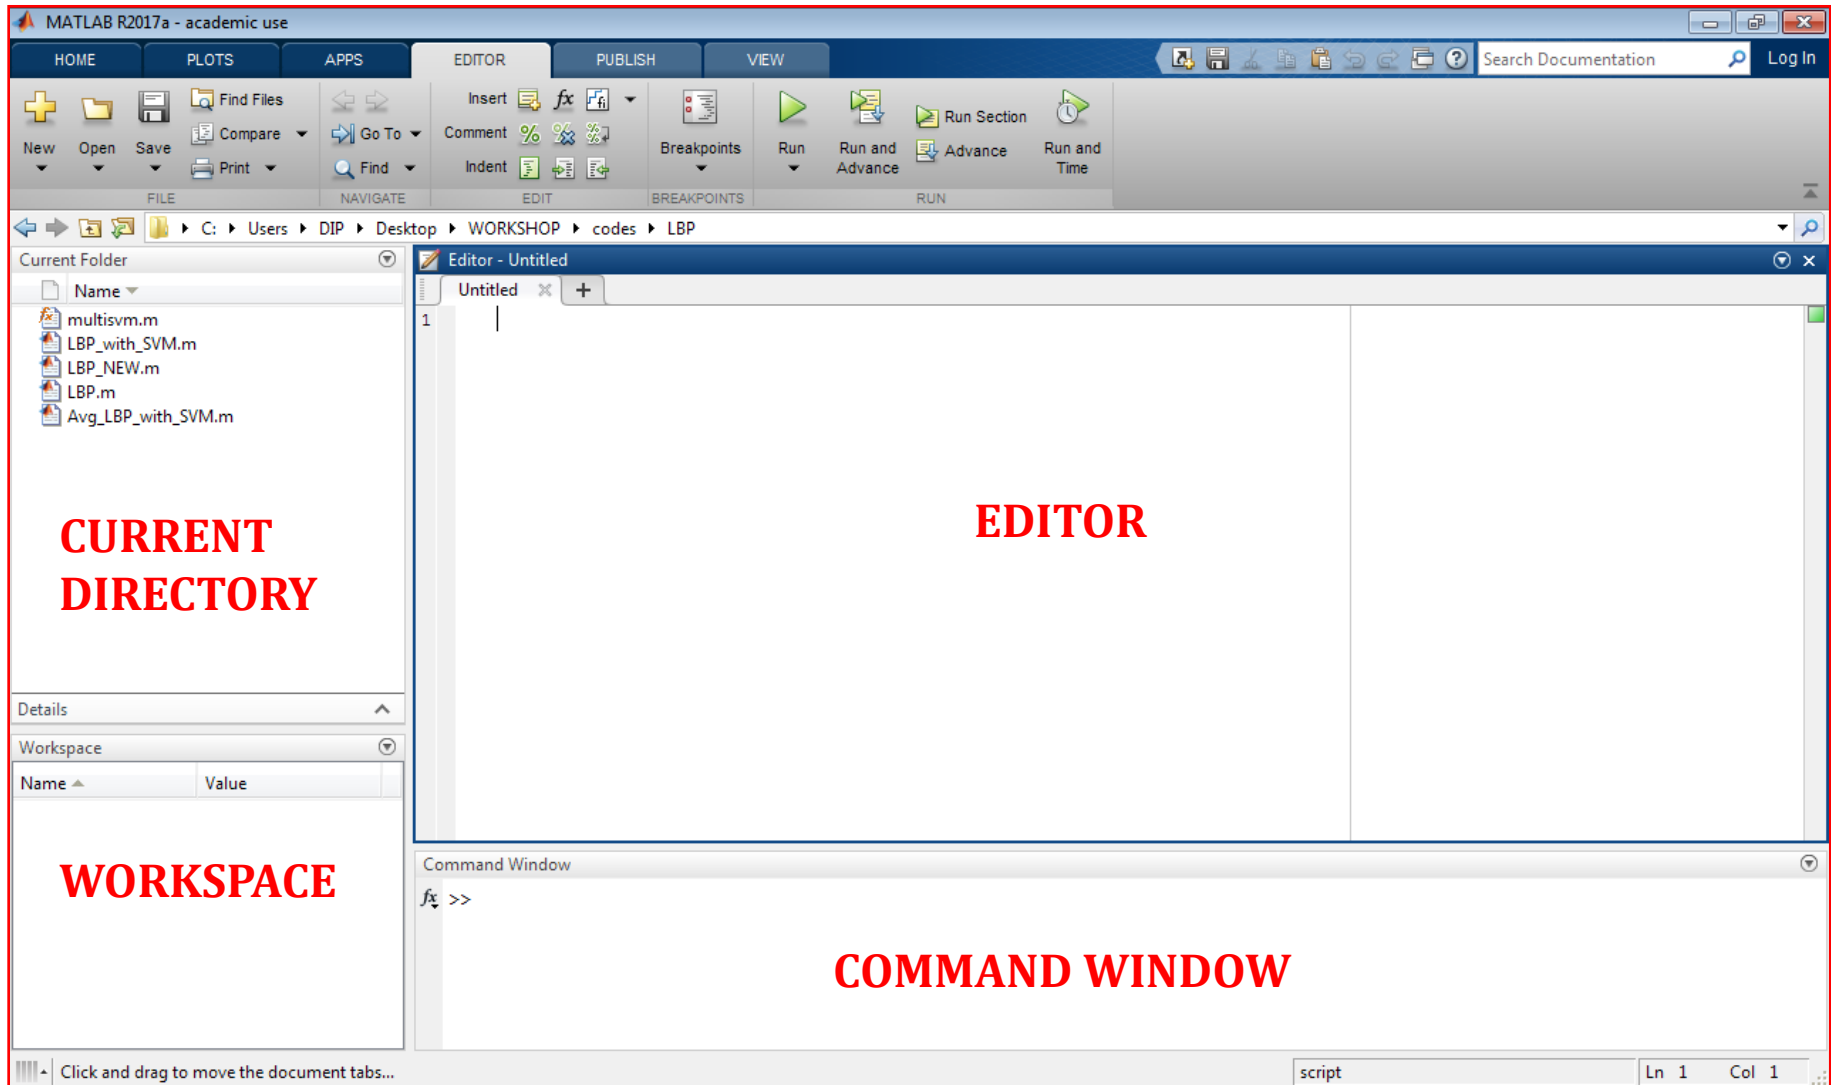 MATLAB R2017a - academic use
HOME PLOTS APPS EDITOR PUBLISH VIEW Search Documentation Log In
New Open Save Find Files Compare Print
Go To Find
Insert fx fi
Comment % % %
Indent
Breakpoints Run Run and Advance Run Section Advance Run and Time
FILE NAVIGATE EDIT BREAKPOINTS RUN
C: Users DIP Desktop WORKSHOP codes LBP
Current Folder
Name
multisvm.m
LBP_with_SVM.m
LBP_NEW.m
LBP.m
Avg_LBP_with_SVM.m
CURRENT
DIRECTORY
Details
Workspace
Name Value
WORKSPACE
Editor - Untitled
Untitled
1
EDITOR
Command Window
fx >>
COMMAND WINDOW
Click and drag to move the document tabs...
script Ln 1 Col 1